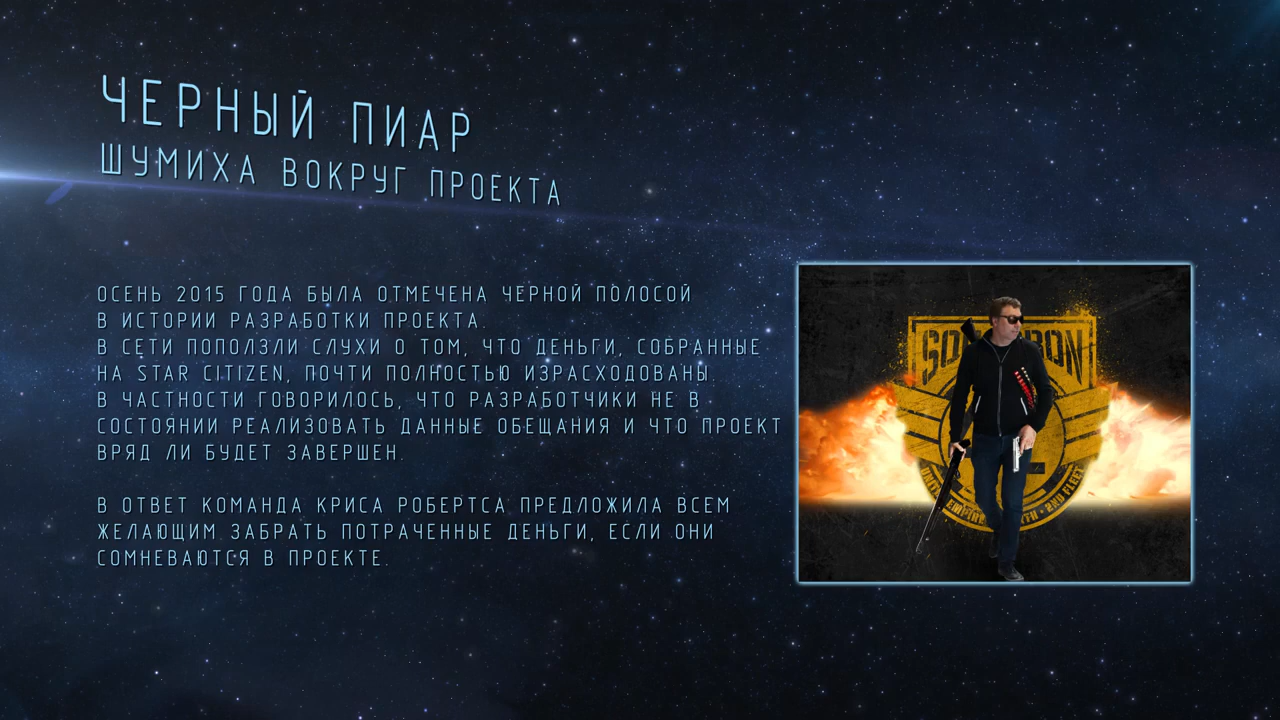 ЧЕРНЫЙ ПИАР
ШУМИХА ВОКРУГ ПРОЕКТА
ОСЕНЬ 2015 ГОДА БЫЛА ОТМЕЧЕНА ЧЕРНОЙ ПОЛОСОЙ
В ИСТОРИИ РАЗРАБОТКИ ПРОЕКТА.
В СЕТИ ПОПОЛЗЛИ СЛУХИ О ТОМ, ЧТО ДЕНЬГИ, СОБРАННЫЕ
НА STAR CITIZEN, ПОЧТИ ПОЛНОСТЬЮ ИЗРАСХОДОВАНЫ.
В ЧАСТНОСТИ ГОВОРИЛОСЬ, ЧТО РАЗРАБОТЧИКИ НЕ В
СОСТОЯНИИ РЕАЛИЗОВАТЬ ДАННЫЕ ОБЕЩАНИЯ И ЧТО ПРОЕКТ
ВРЯД ЛИ БУДЕТ ЗАВЕРШЕН.
В ОТВЕТ КОМАНДА КРИСА РОБЕРТСА ПРЕДЛОЖИЛА ВСЕМ
ЖЕЛАЮЩИМ ЗАБРАТЬ ПОТРАЧЕННЫЕ ДЕНЬГИ, ЕСЛИ ОНИ
СОМНЕВАЮТСЯ В ПРОЕКТЕ.
2ND FLEET